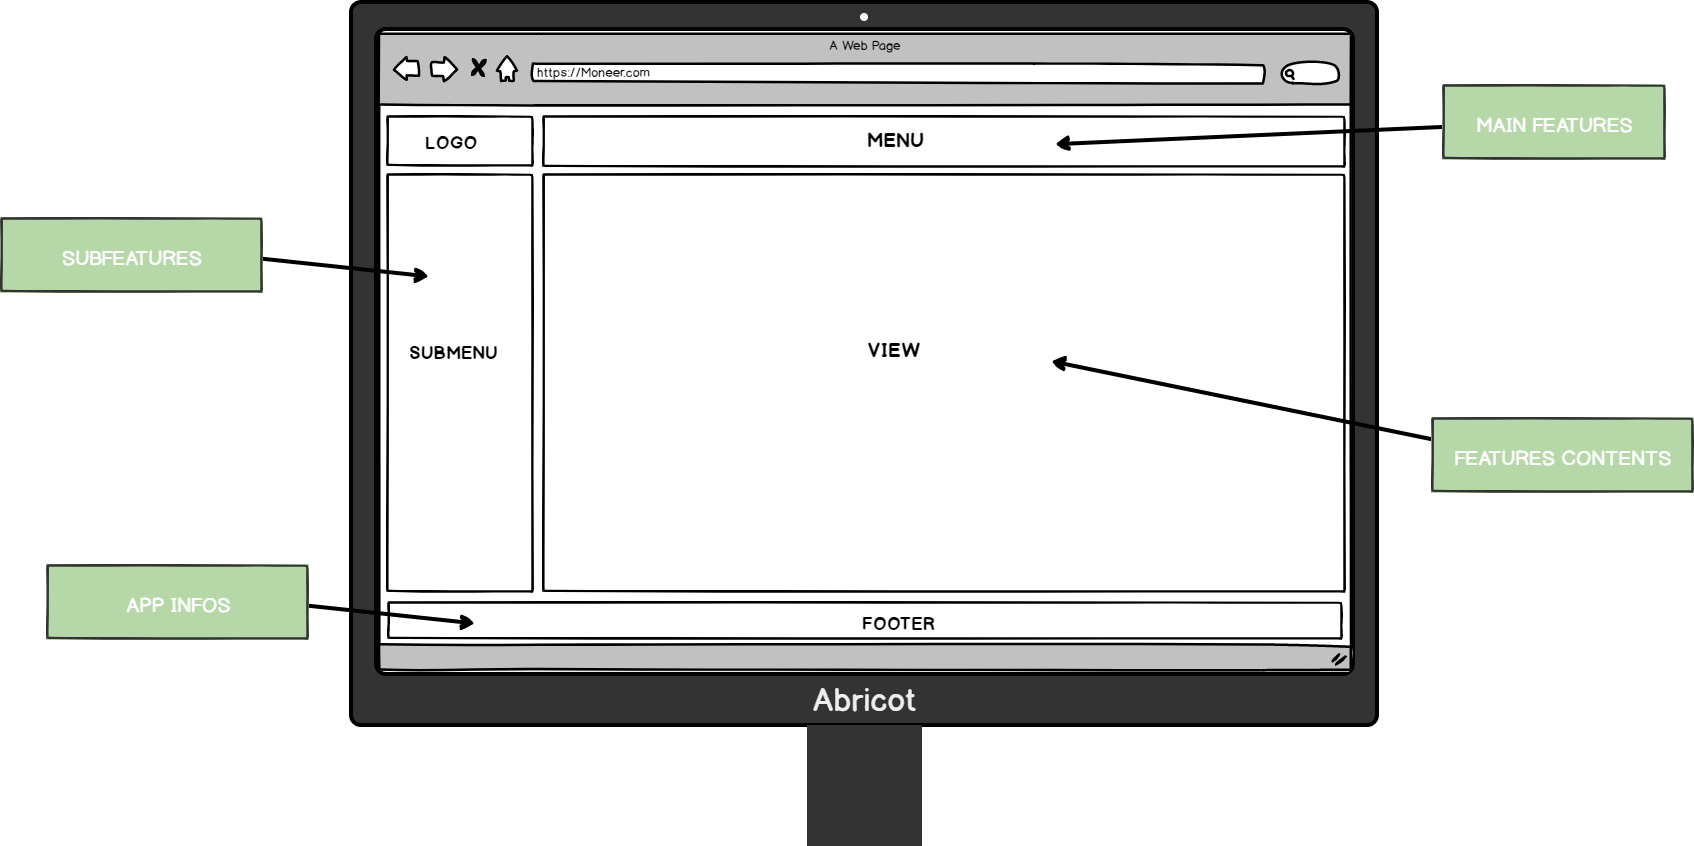 A Web Page
https://Moneer.com
MAIN FEATURES
LOGO
MENU
SUBFEATURES
SUBMENU
VIEW
FEATURES CONTENTS
APP INFOS
FOOTER
Abricot